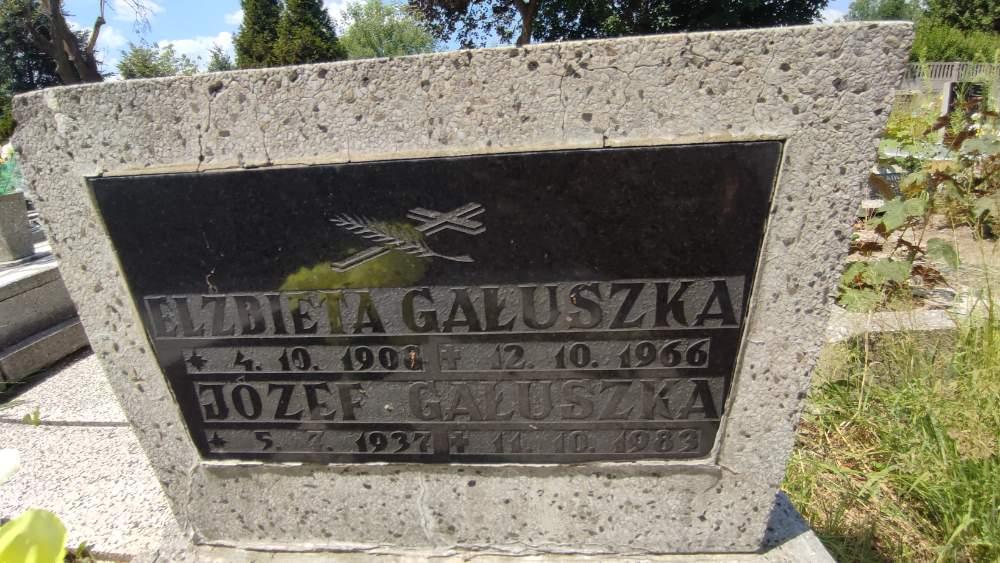 ELZBIETA GAŁUSZKA
* 4. 10. † 12. 10. 1966
JÓZEF GAŁUSZKA
* 5. 7. 1937 † 11. 10. 1983